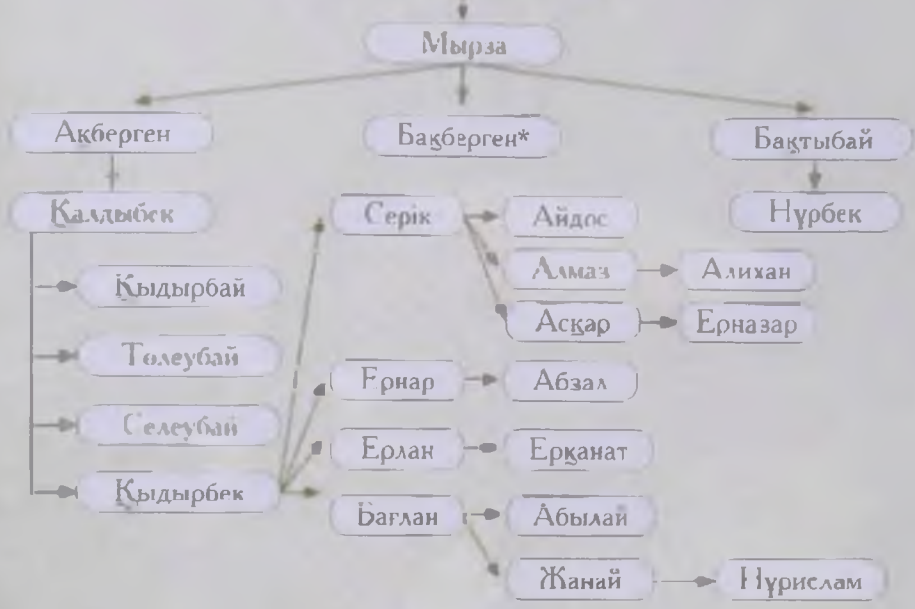 Мырза
Ақберген Бақберген* Бақтыбай
Қалдыбек Серік Айдос Нұрбек
Қыдырбай Алмаз Алихан
Асқар Ерназар
Төлеубай Ернар Абзал
Селеубай Ерлан Ерқанат
Қыдырбек Бағлан Абылай
Жанай Нұрислам